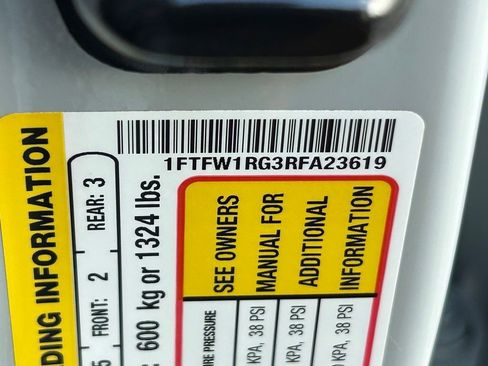 1FTFW1RG3RFA23619
DING INFORMATION
FRONT: 2 REAR: 3
600 kg or 1324 lbs.
SEE OWNERS
MANUAL FOR
ADDITIONAL
INFORMATION
PRESSURE
KPA, 38 PSI
KPA, 38 PSI
KPA, 38 PSI